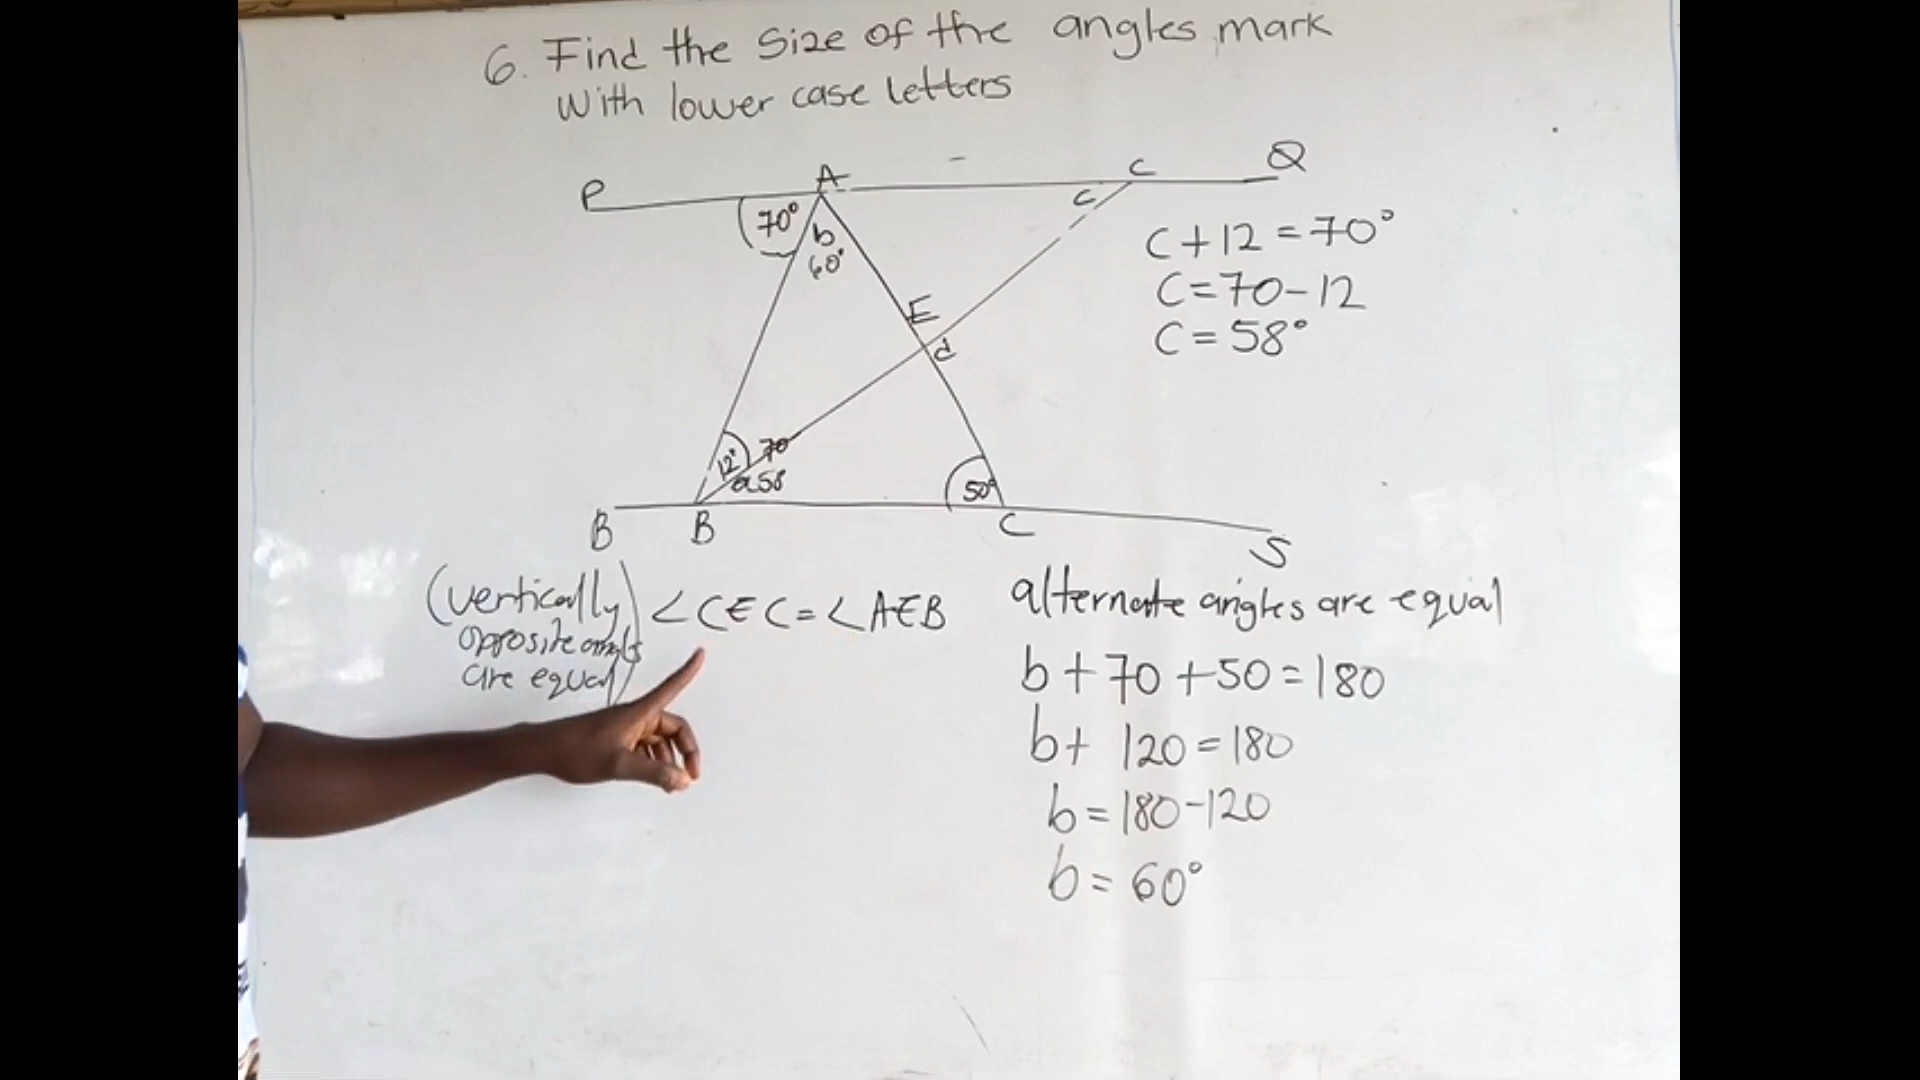 6. Find the Size of the angles mark
With lower case letters
P
A
C
Q
70°
b
60°
c
E
d
12°
70
a 58
50°
B
B
C
S
C+12=70°
C=70-12
C=58°
(vertically)
opposite angls
are equal
<CEC=<AEB
alternate angles are equal
b+70+50=180
b+ 120=180
b=180-120
b=60°